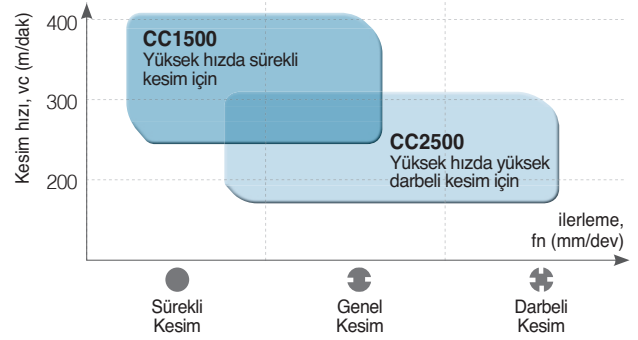 Kesim hızı, vc (m/dak)
400
300
200
CC1500
Yüksek hızda sürekli
kesim için
CC2500
Yüksek hızda yüksek
darbeli kesim için
ilerleme,
fn (mm/dev)
Sürekli
Kesim
Genel
Kesim
Darbeli
Kesim